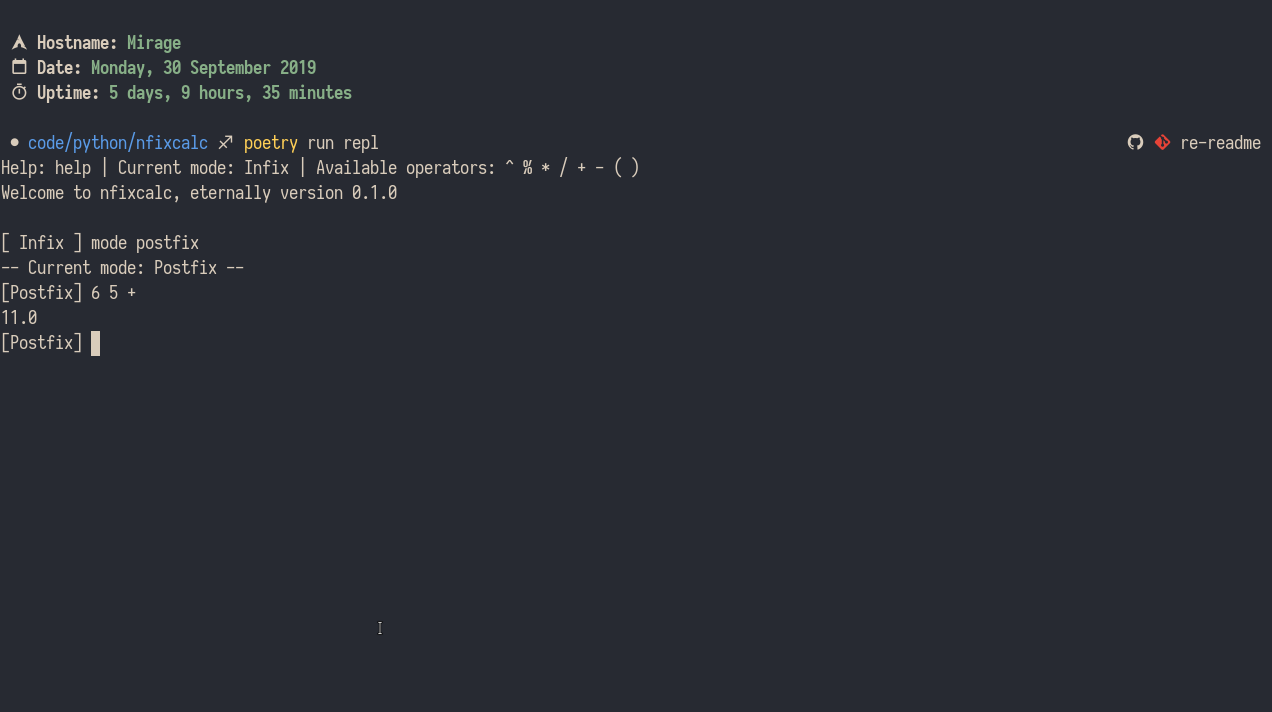 Hostname: Mirage
Date: Monday, 30 September 2019
Uptime: 5 days, 9 hours, 35 minutes
code/python/nfixcalc poetry run repl re-readme
Help: help | Current mode: Infix | Available operators: ^ % * / + - ( )
Welcome to nfixcalc, eternally version 0.1.0
[ Infix ] mode postfix
-- Current mode: Postfix --
[Postfix] 6 5 +
11.0
[Postfix]